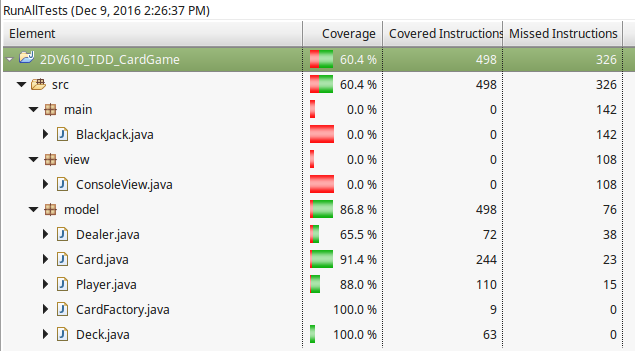 RunAllTests (Dec 9, 2016 2:26:37 PM)
Element Coverage Covered Instructions Missed Instructions
2DV610_TDD_CardGame 60.4 % 498 326
src 60.4 % 498 326
main 0.0 % 0 142
BlackJack.java 0.0 % 0 142
view 0.0 % 0 108
ConsoleView.java 0.0 % 0 108
model 86.8 % 498 76
Dealer.java 65.5 % 72 38
Card.java 91.4 % 244 23
Player.java 88.0 % 110 15
CardFactory.java 100.0 % 9 0
Deck.java 100.0 % 63 0